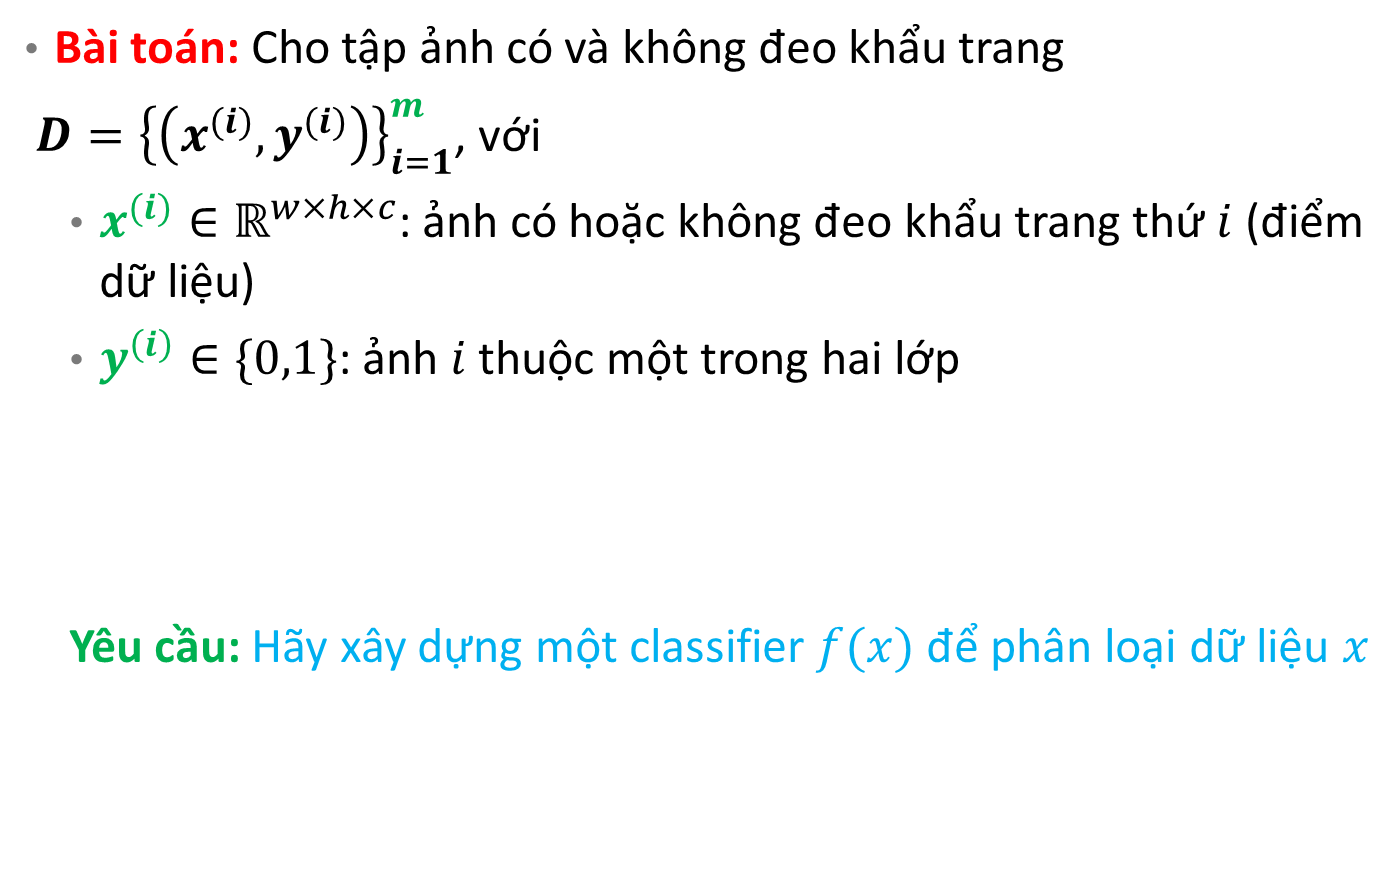 • Bài toán: Cho tập ảnh có và không đeo khẩu trang
D = {(x^(i), y^(i))}_{i=1}^{m}, với
• x^(i) ∈ ℝ^{w×h×c}: ảnh có hoặc không đeo khẩu trang thứ i (điểm
dữ liệu)
• y^(i) ∈ {0,1}: ảnh i thuộc một trong hai lớp
Yêu cầu: Hãy xây dựng một classifier f(x) để phân loại dữ liệu x